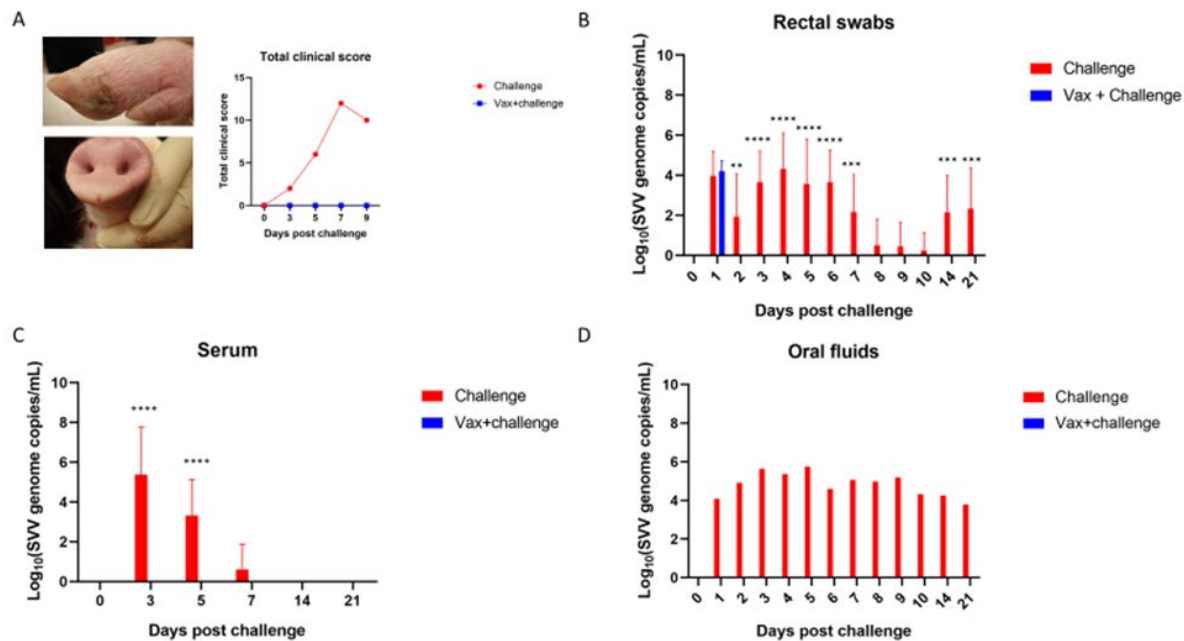 A
Total clinical score
Challenge
Vax+challenge
Total clinical score
15
10
5
0
0 3 5 7 9
Days post challenge
B
Rectal swabs
Challenge
Vax + Challenge
Log10(SVV genome copies/mL)
10
8
6
4
2
0
** **** **** **** **** *** *** ***
0 1 2 3 4 5 6 7 8 9 10 14 21
Days post challenge
C
Serum
Challenge
Vax+challenge
Log10(SVV genome copies/mL)
10
8
6
4
2
0
**** ****
0 3 5 7 14 21
Days post challenge
D
Oral fluids
Challenge
Vax+challenge
Log10(SVV genome copies/mL)
10
8
6
4
2
0
0 1 2 3 4 5 6 7 8 9 10 14 21
Days post challenge